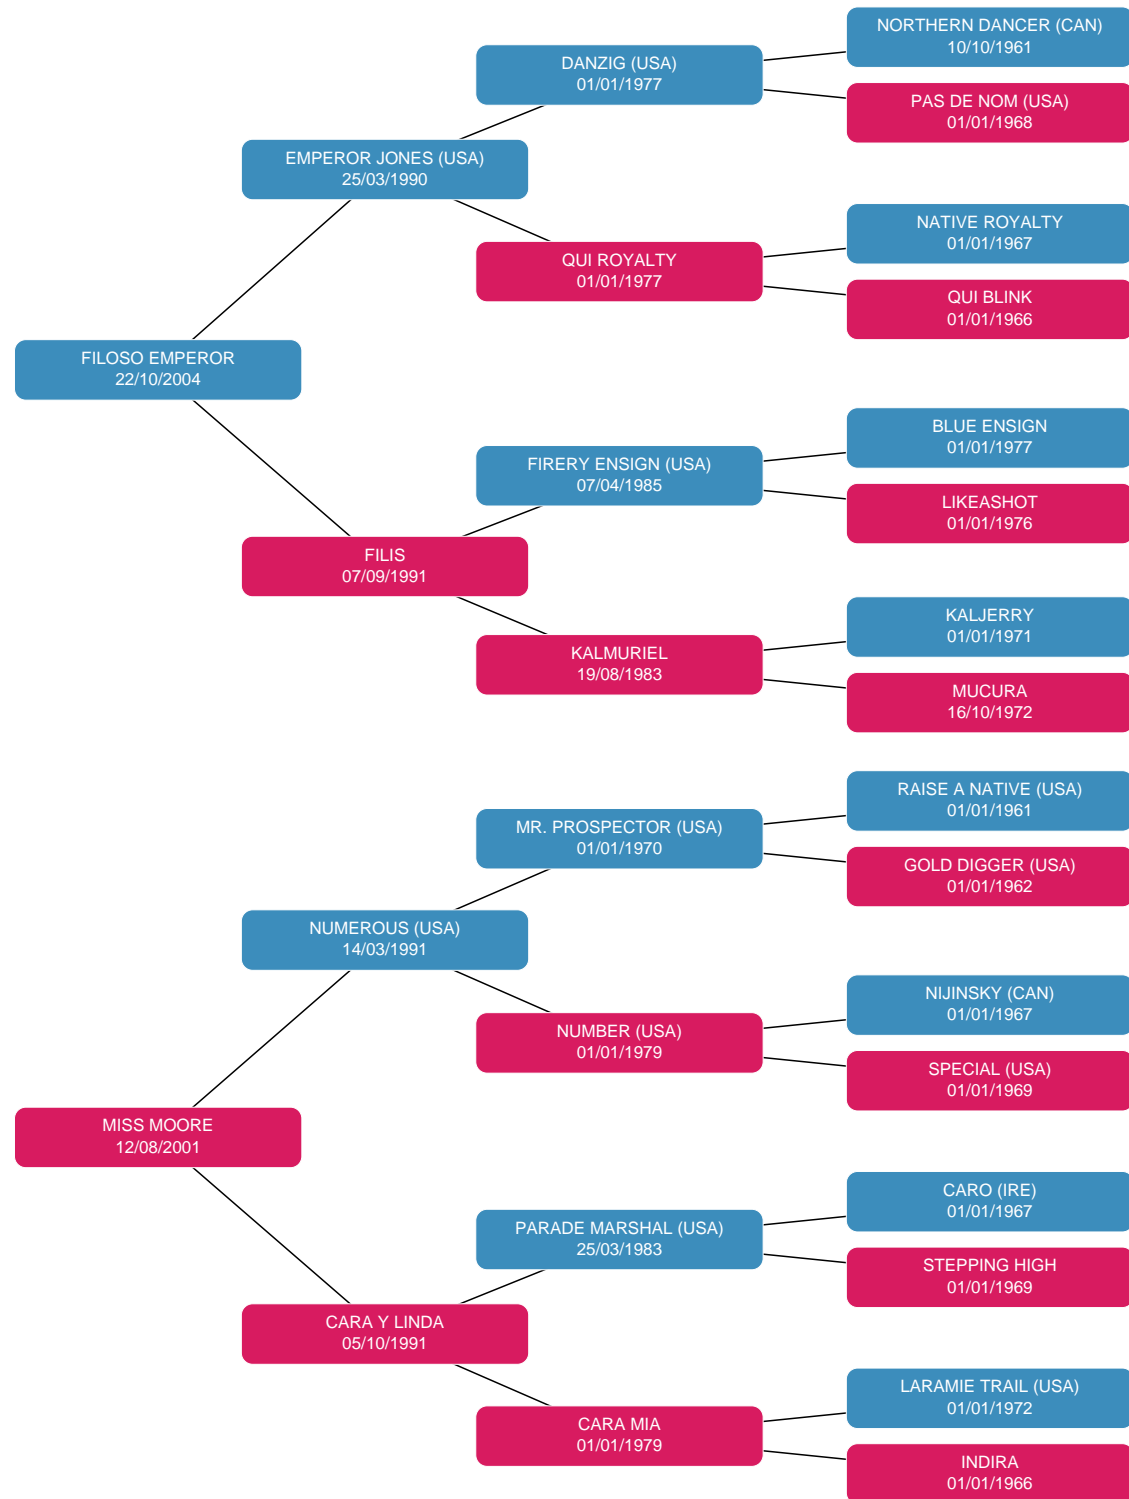 NORTHERN DANCER (CAN)
10/10/1961
DANZIG (USA)
01/01/1977
PAS DE NOM (USA)
01/01/1968
EMPEROR JONES (USA)
25/03/1990
NATIVE ROYALTY
01/01/1967
QUI ROYALTY
01/01/1977
QUI BLINK
01/01/1966
FILOSO EMPEROR
22/10/2004
BLUE ENSIGN
01/01/1977
FIRERY ENSIGN (USA)
07/04/1985
LIKEASHOT
01/01/1976
FILIS
07/09/1991
KALJERRY
01/01/1971
KALMURIEL
19/08/1983
MUCURA
16/10/1972
RAISE A NATIVE (USA)
01/01/1961
MR. PROSPECTOR (USA)
01/01/1970
GOLD DIGGER (USA)
01/01/1962
NUMEROUS (USA)
14/03/1991
NIJINSKY (CAN)
01/01/1967
NUMBER (USA)
01/01/1979
SPECIAL (USA)
01/01/1969
MISS MOORE
12/08/2001
CARO (IRE)
01/01/1967
PARADE MARSHAL (USA)
25/03/1983
STEPPING HIGH
01/01/1969
CARA Y LINDA
05/10/1991
LARAMIE TRAIL (USA)
01/01/1972
CARA MIA
01/01/1979
INDIRA
01/01/1966